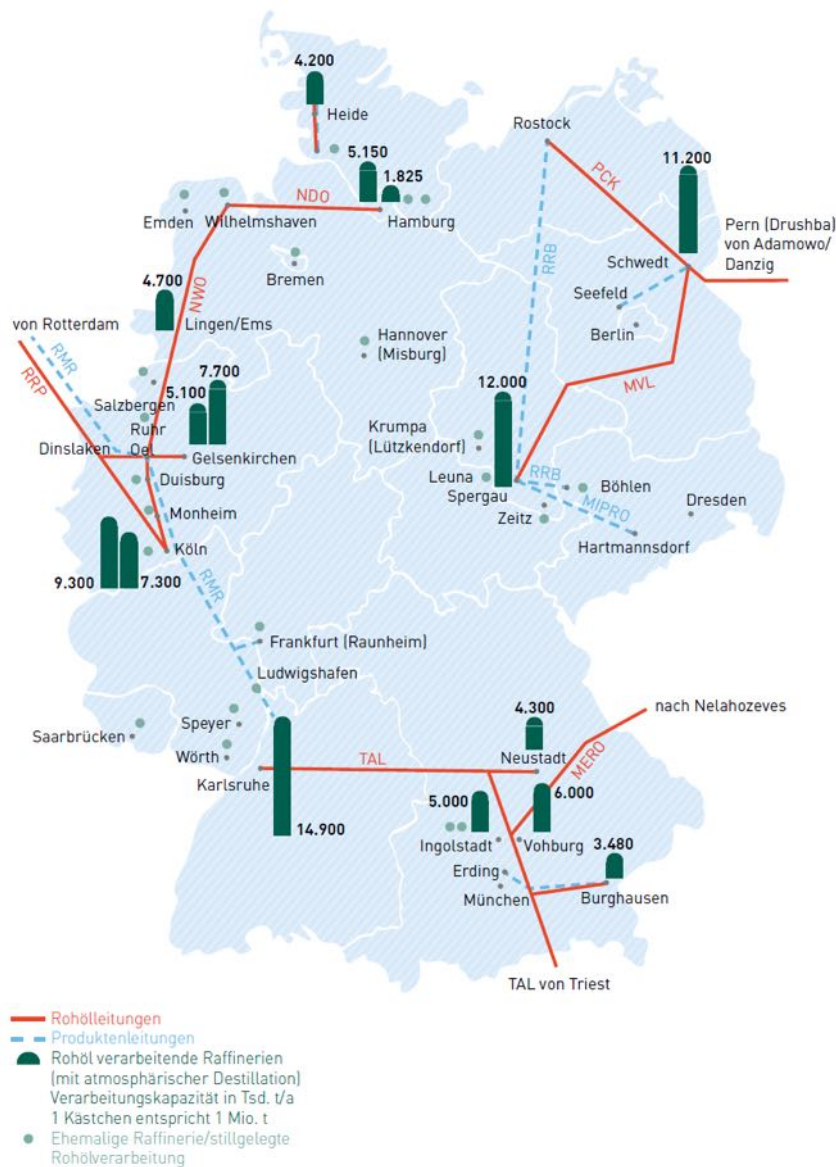 4.200
Heide
Rostock
5.150
1.825
PCK
11.200
NDO
Emden
Wilhelmshaven
Hamburg
Pern (Drushba)
von Adamowo/
Danzig
Bremen
RRB
Schwedt
Seefeld
4.700
NWO
Lingen/Ems
Berlin
von Rotterdam
RMR
Hannover
(Misburg)
RRP
7.700
5.100
MVL
Salzbergen
12.000
Ruhr
Oel
Krumpa
(Lützkendorf)
Dinslaken
Gelsenkirchen
Duisburg
Leuna
Spergau
RRB
Böhlen
Monheim
Zeitz
MIPRO
Dresden
Köln
Hartmannsdorf
9.300
7.300
RMR
Frankfurt (Raunheim)
Ludwigshafen
nach Nelahozeves
4.300
Saarbrücken
Speyer
Wörth
TAL
Neustadt
MERO
Karlsruhe
5.000
6.000
14.900
Ingolstadt
Vohburg
3.480
Erding
München
Burghausen
TAL von Triest
Rohölleitungen
Produktenleitungen
Rohöl verarbeitende Raffinerien
(mit atmosphärischer Destillation)
Verarbeitungskapazität in Tsd. t/a
1 Kästchen entspricht 1 Mio. t
Ehemalige Raffinerie/stillgelegte
Rohölverarbeitung